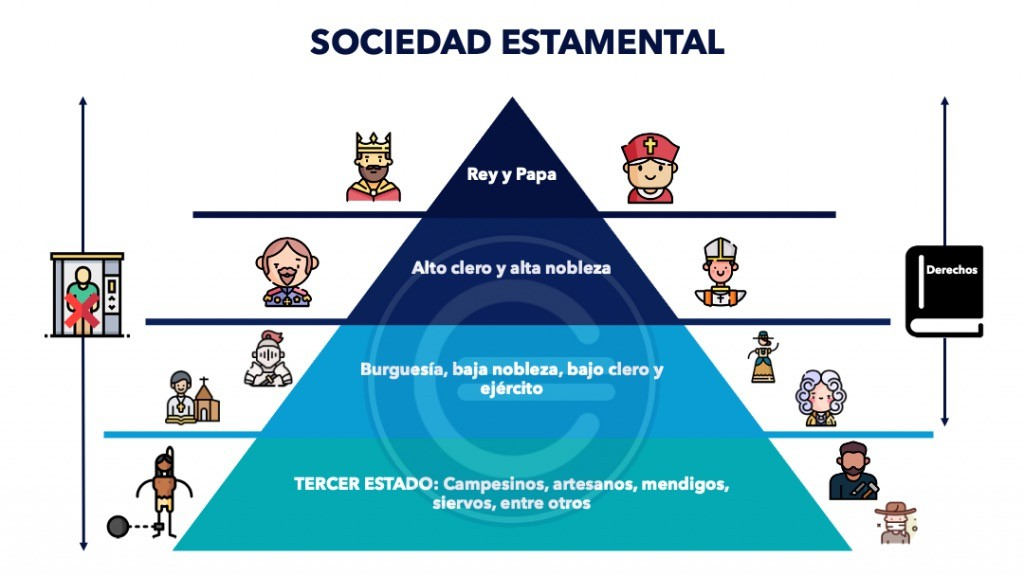 SOCIEDAD ESTAMENTAL
Rey y Papa
Alto clero y alta nobleza
Derechos
Burguesía, baja nobleza, bajo clero y
ejército
TERCER ESTADO: Campesinos, artesanos, mendigos,
siervos, entre otros